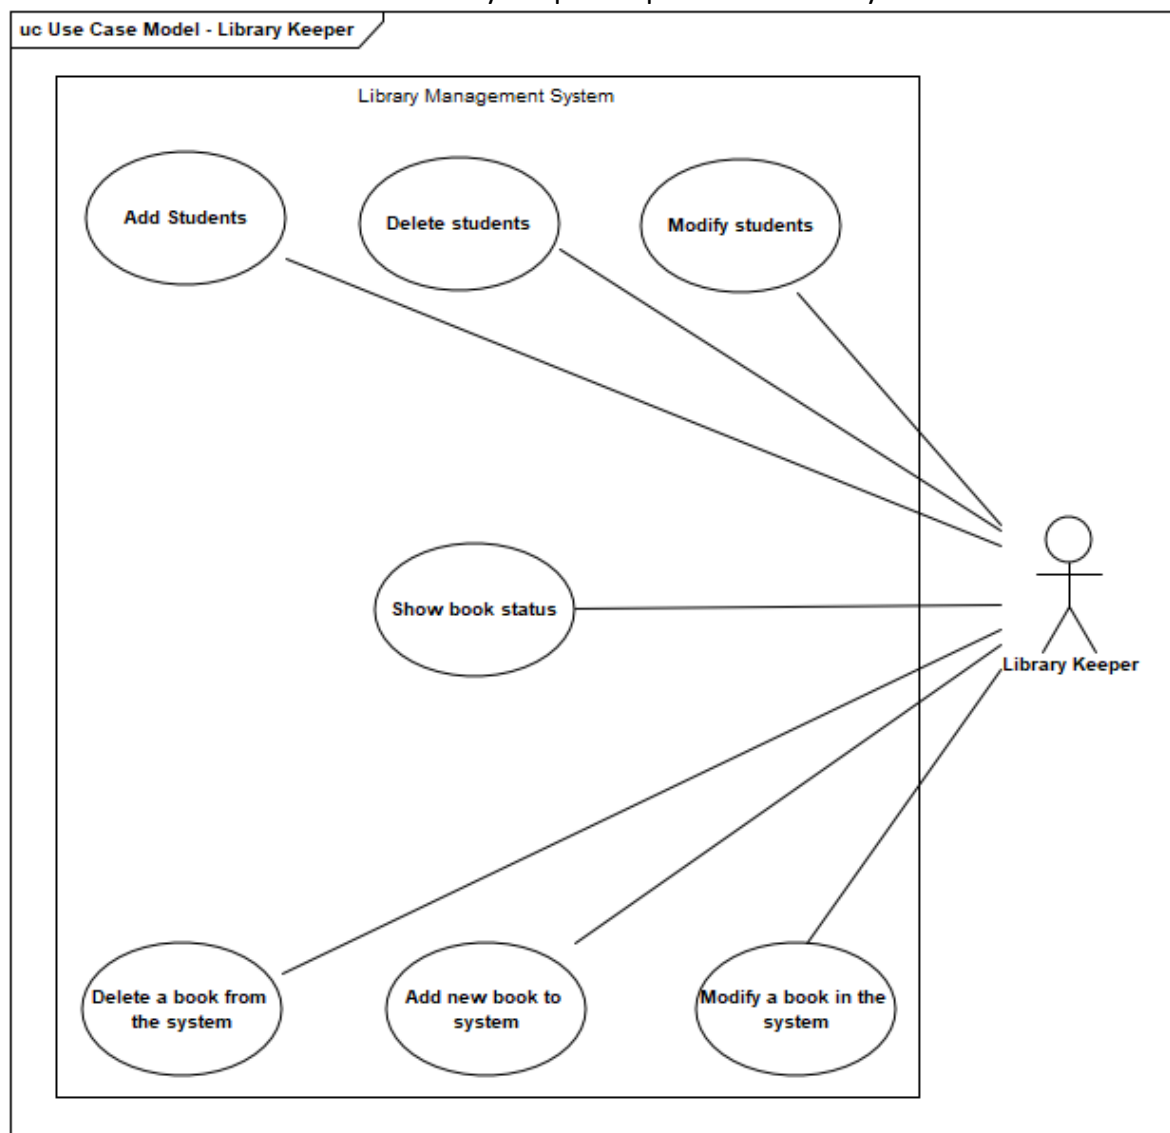 uc Use Case Model - Library Keeper
Library Management System
Add Students
Delete students
Modify students
Show book status
Library Keeper
Delete a book from
the system
Add new book to
system
Modify a book in the
system